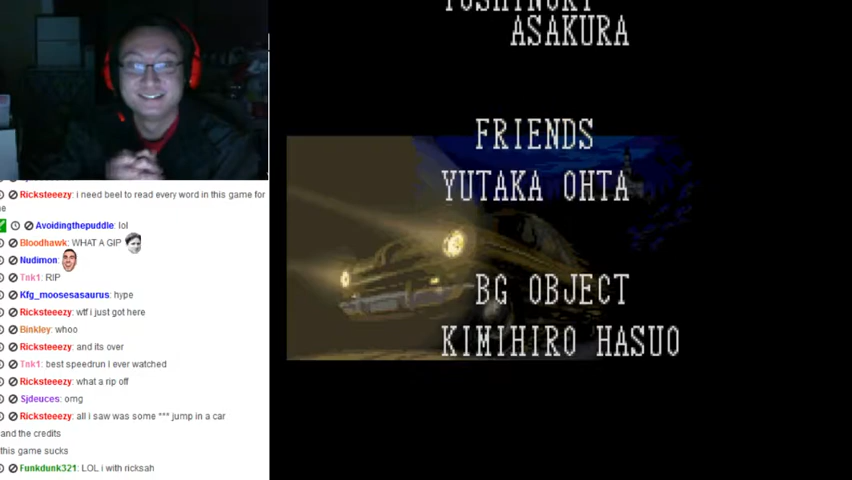 YOSHINORI
ASAKURA
FRIENDS
YUTAKA OHTA
BG OBJECT
KIMIHIRO HASUO
Ricksteeezy: i need beel to read every word in this game for
me
Avoidingthepuddle: lol
Bloodhawk: WHAT A GIP
Nudimon:
Tnk1: RIP
Kfg_moosesasaurus: hype
Ricksteeezy: wtf i just got here
Binkley: whoo
Ricksteeezy: and its over
Tnk1: best speedrun I ever watched
Ricksteeezy: what a rip off
Sjdeuces: omg
Ricksteeezy: all i saw was some *** jump in a car
and the credits
this game sucks
Funkdunk321: LOL i with ricksah